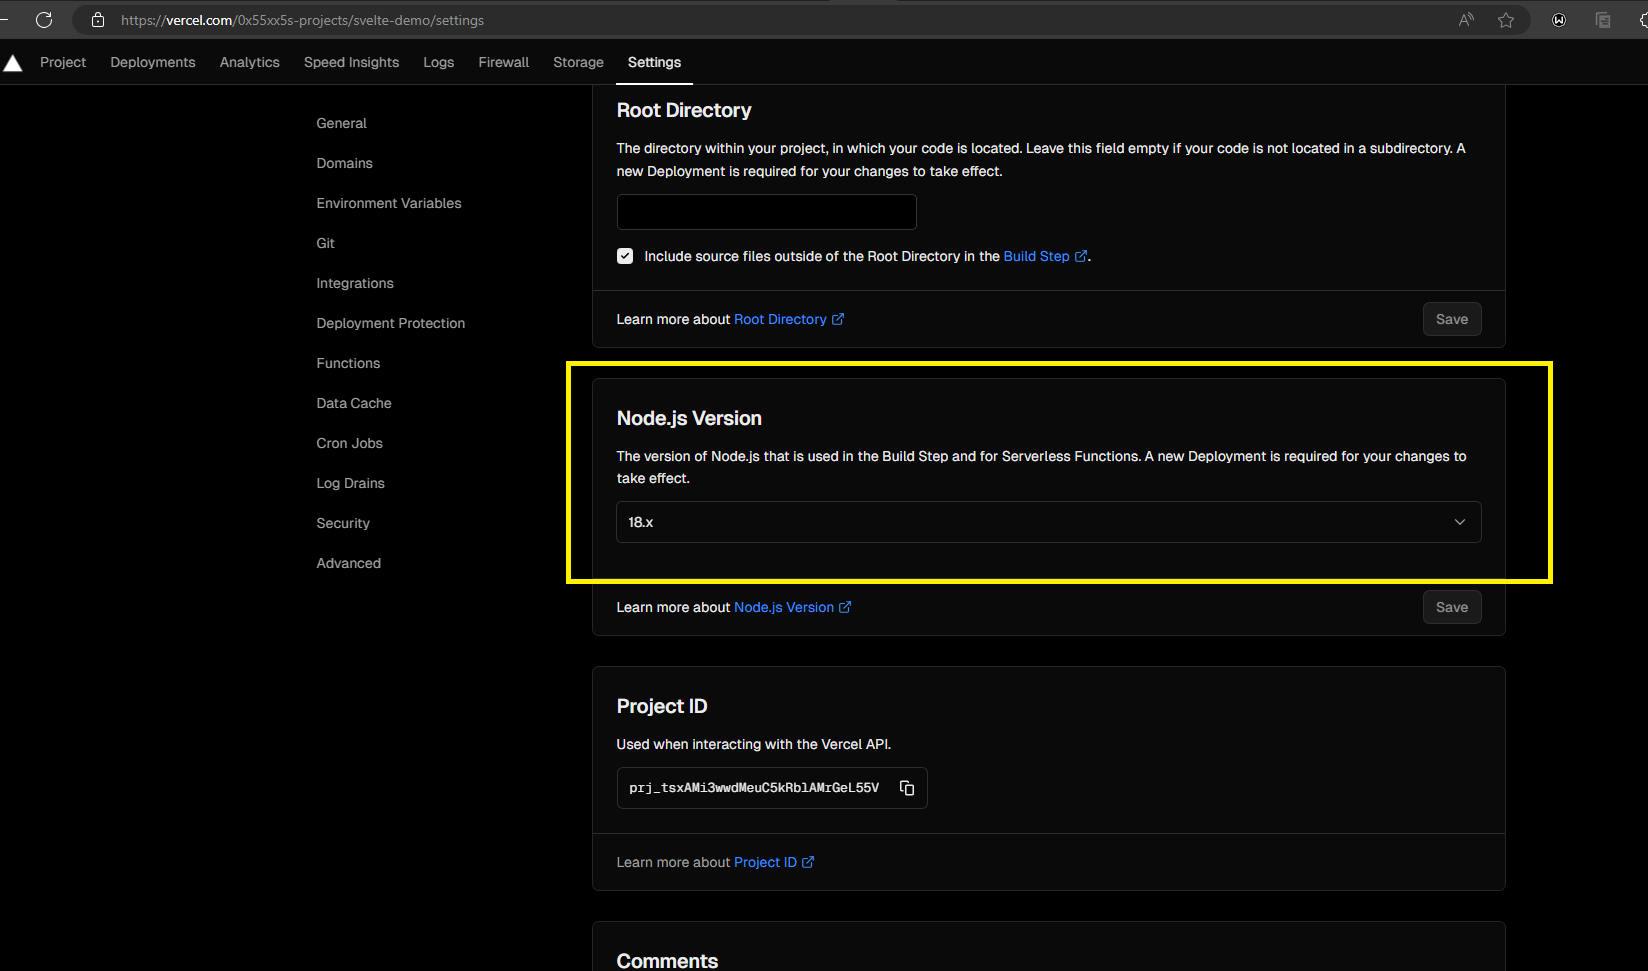 https://vercel.com/0x55xx5s-projects/svelte-demo/settings
Project Deployments Analytics Speed Insights Logs Firewall Storage Settings
General
Domains
Environment Variables
Git
Integrations
Deployment Protection
Functions
Data Cache
Cron Jobs
Log Drains
Security
Advanced
Root Directory
The directory within your project, in which your code is located. Leave this field empty if your code is not located in a subdirectory. A
new Deployment is required for your changes to take effect.
Include source files outside of the Root Directory in the Build Step.
Learn more about Root Directory
Save
Node.js Version
The version of Node.js that is used in the Build Step and for Serverless Functions. A new Deployment is required for your changes to
take effect.
18.x
Learn more about Node.js Version
Save
Project ID
Used when interacting with the Vercel API.
prj_tsxAMi3wwdMeuC5kRblAMrGeL55V
Learn more about Project ID
Comments